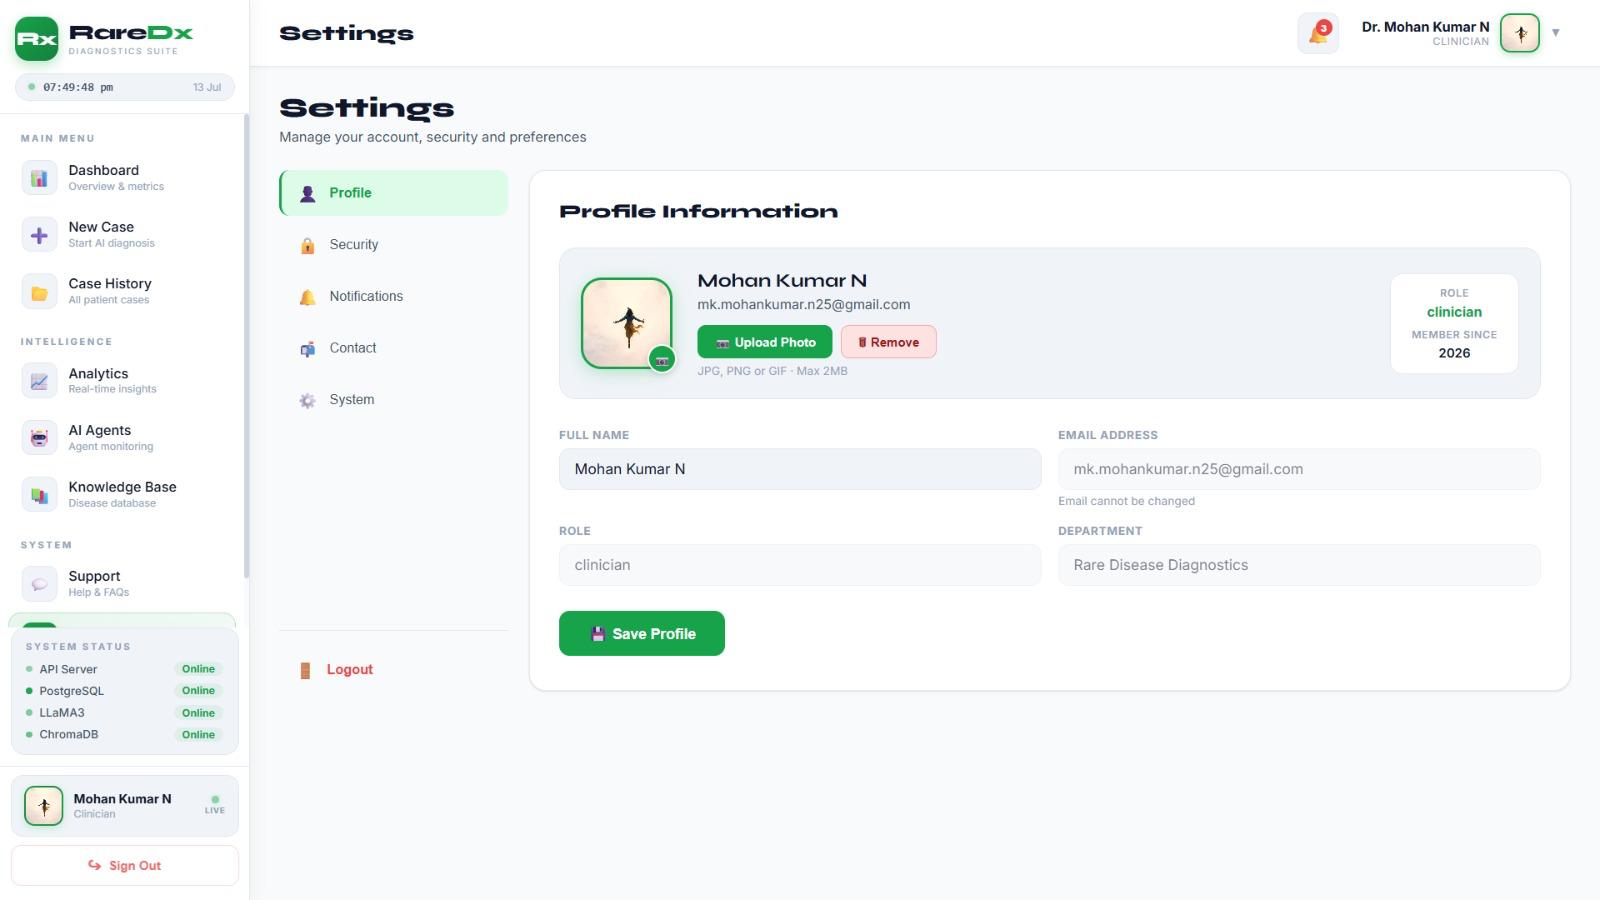 Rx
RareDx
DIAGNOSTICS SUITE
07:49:48 pm
13 Jul
MAIN MENU
Dashboard
Overview & metrics
New Case
Start AI diagnosis
Case History
All patient cases
INTELLIGENCE
Analytics
Real-time insights
AI Agents
Agent monitoring
Knowledge Base
Disease database
SYSTEM
Support
Help & FAQs
SYSTEM STATUS
API Server Online
PostgreSQL Online
LLaMA3 Online
ChromaDB Online
Mohan Kumar N
Clinician
LIVE
Sign Out
Settings
3
Dr. Mohan Kumar N
CLINICIAN
Settings
Manage your account, security and preferences
Profile
Security
Notifications
Contact
System
Logout
Profile Information
Mohan Kumar N
mk.mohankumar.n25@gmail.com
Upload Photo
Remove
JPG, PNG or GIF · Max 2MB
ROLE
clinician
MEMBER SINCE
2026
FULL NAME
Mohan Kumar N
EMAIL ADDRESS
mk.mohankumar.n25@gmail.com
Email cannot be changed
ROLE
clinician
DEPARTMENT
Rare Disease Diagnostics
Save Profile